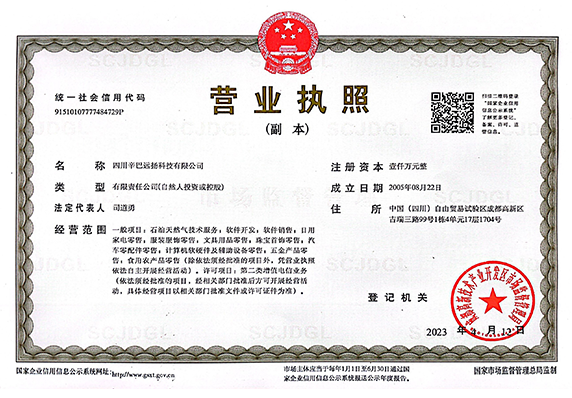 统一社会信用代码
91510107777484729P
营业执照
(副 本)
扫描二维码登录
"国家企业信用
信息公示系统"
了解更多登记、
备案、许可、监
管信息。
名 称 四川辛巴远扬科技有限公司
类 型 有限责任公司(自然人投资或控股)
法定代表人 司道勇
经营范围 一般项目：石油天然气技术服务；软件开发；软件销售；日用
家电零售；服装服饰零售；文具用品零售；珠宝首饰零售；汽
车零配件零售；计算机软硬件及辅助设备零售；五金产品零
售；食用农产品零售（除依法须经批准的项目外，凭营业执照
依法自主开展经营活动）。许可项目：第二类增值电信业务
（依法须经批准的项目，经相关部门批准后方可开展经营活
动，具体经营项目以相关部门批准文件或许可证件为准）。
注册资本 壹仟万元整
成立日期 2005年08月22日
住 所 中国（四川）自由贸易试验区成都高新区
吉瑞三路99号1栋4单元17层1704号
登记机关
2023 年 月 日
国家企业信用信息公示系统网址：http://www.gsxt.gov.cn
市场主体应当于每年1月1日至6月30日通过国
家企业信用信息公示系统报送公示年度报告。
国家市场监督管理总局监制